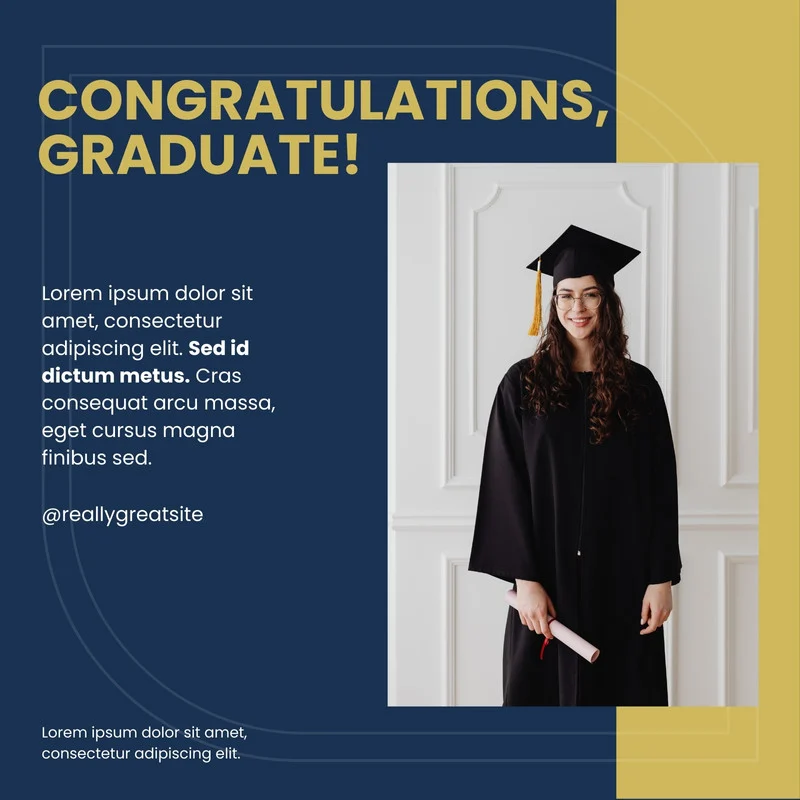 CONGRATULATIONS,
GRADUATE!
Lorem ipsum dolor sit
amet, consectetur
adipiscing elit. Sed id
dictum metus. Cras
consequat arcu massa,
eget cursus magna
finibus sed.
@reallygreatsite
Lorem ipsum dolor sit amet,
consectetur adipiscing elit.